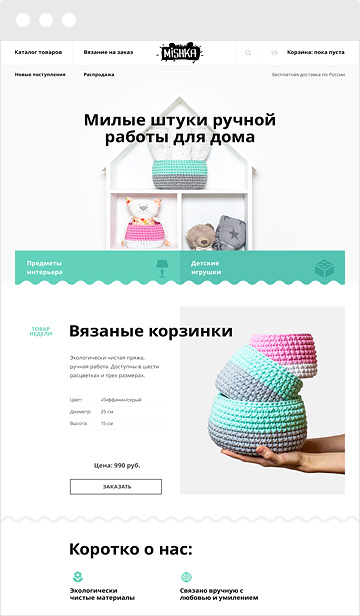 Каталог товаров
Вязание на заказ
MiSHKA
Корзина: пока пуста
Новые поступления
Распродажа
Бесплатная доставка по России
Милые штуки ручной
работы для дома
Предметы
интерьера
Детские
игрушки
ТОВАР
НЕДЕЛИ
Вязаные корзинки
Экологически чистая пряжа,
ручная работа. Доступны в шести
расцветках и трех размерах.
Цвет: «Тиффани»/серый
Диаметр: 25 см
Высота: 15 см
Цена: 990 руб.
ЗАКАЗАТЬ
Коротко о нас:
Экологически
чистые материалы
Связано вручную с
любовью и умилением